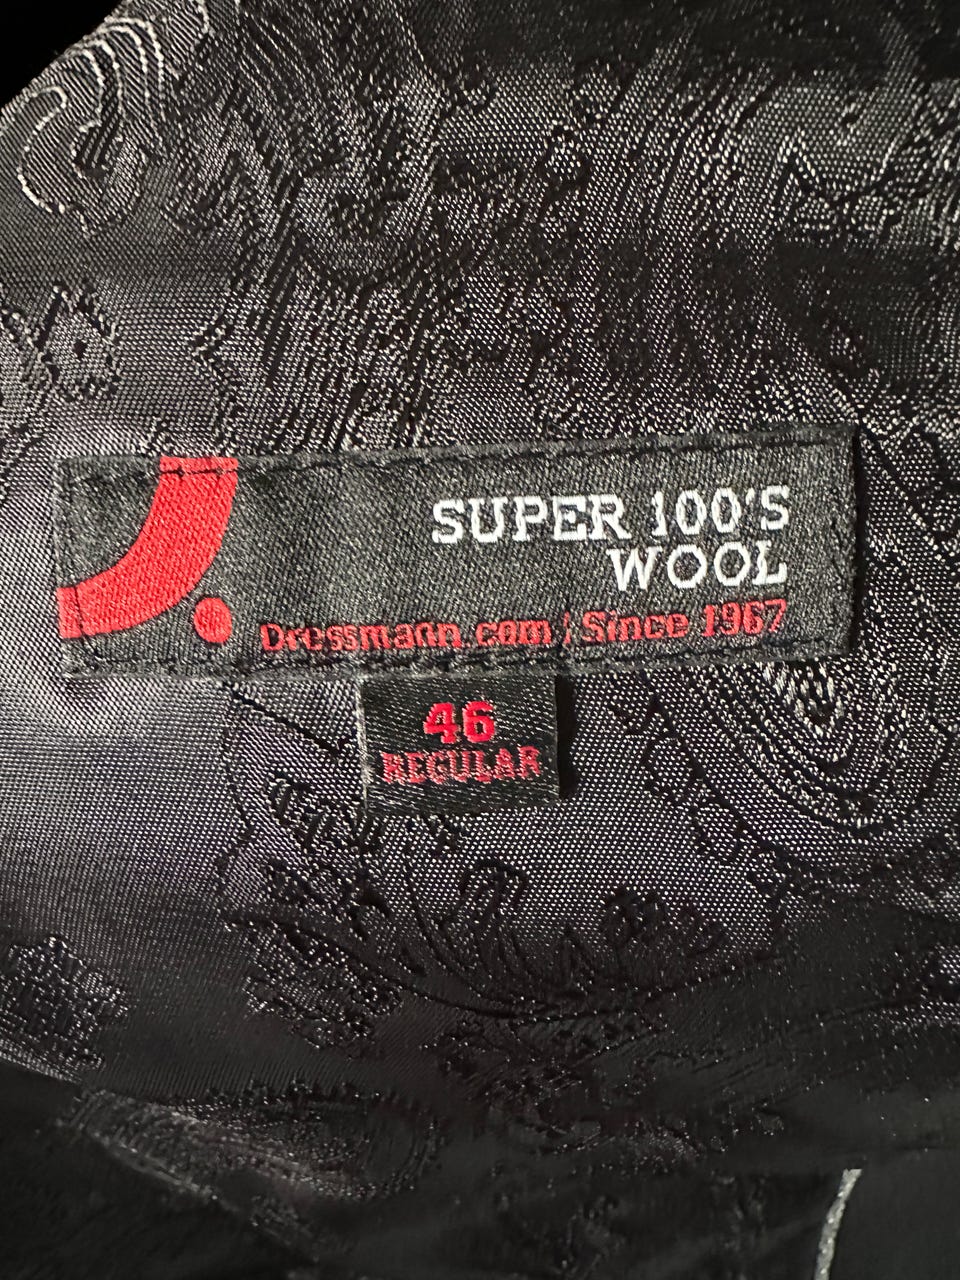 SUPER 100'S
WOOL
Dressmann.com | Since 1967
46
REGULAR